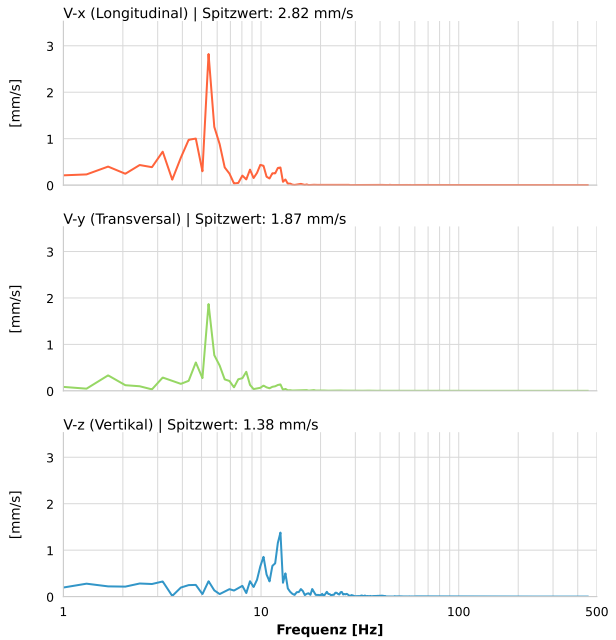 V-x (Longitudinal) | Spitzwert: 2.82 mm/s
3
2
1
0
[mm/s]
V-y (Transversal) | Spitzwert: 1.87 mm/s
3
2
1
0
[mm/s]
V-z (Vertikal) | Spitzwert: 1.38 mm/s
3
2
1
0
[mm/s]
1 10 100 500
Frequenz [Hz]